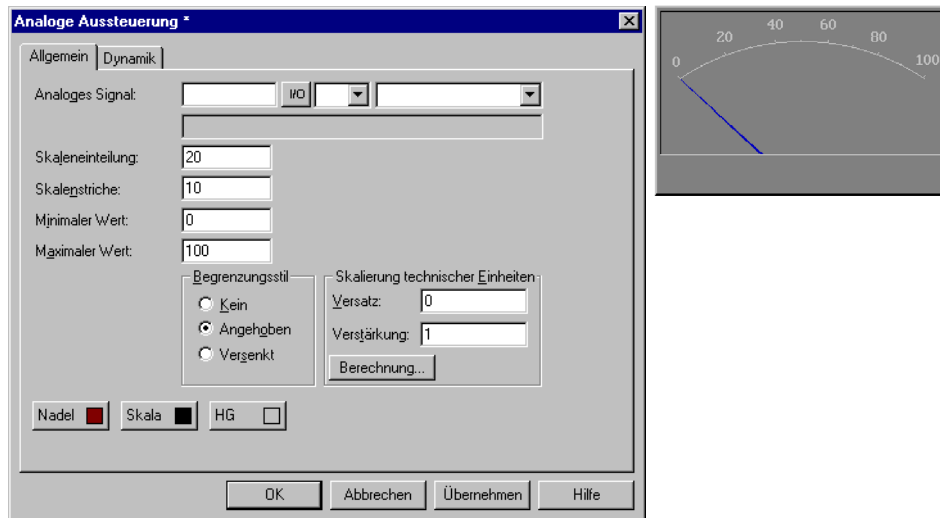 Analoge Aussteuerung *
Allgemein
Dynamik
Analoges Signal:
I/O
Skaleneinteilung:
20
Skalenstriche:
10
Minimaler Wert:
0
Maximaler Wert:
100
Begrenzungsstil
Kein
Angehoben
Versenkt
Skalierung technischer Einheiten
Versatz:
0
Verstärkung:
1
Berechnung...
Nadel
Skala
HG
OK
Abbrechen
Übernehmen
Hilfe
0
20
40
60
80
100